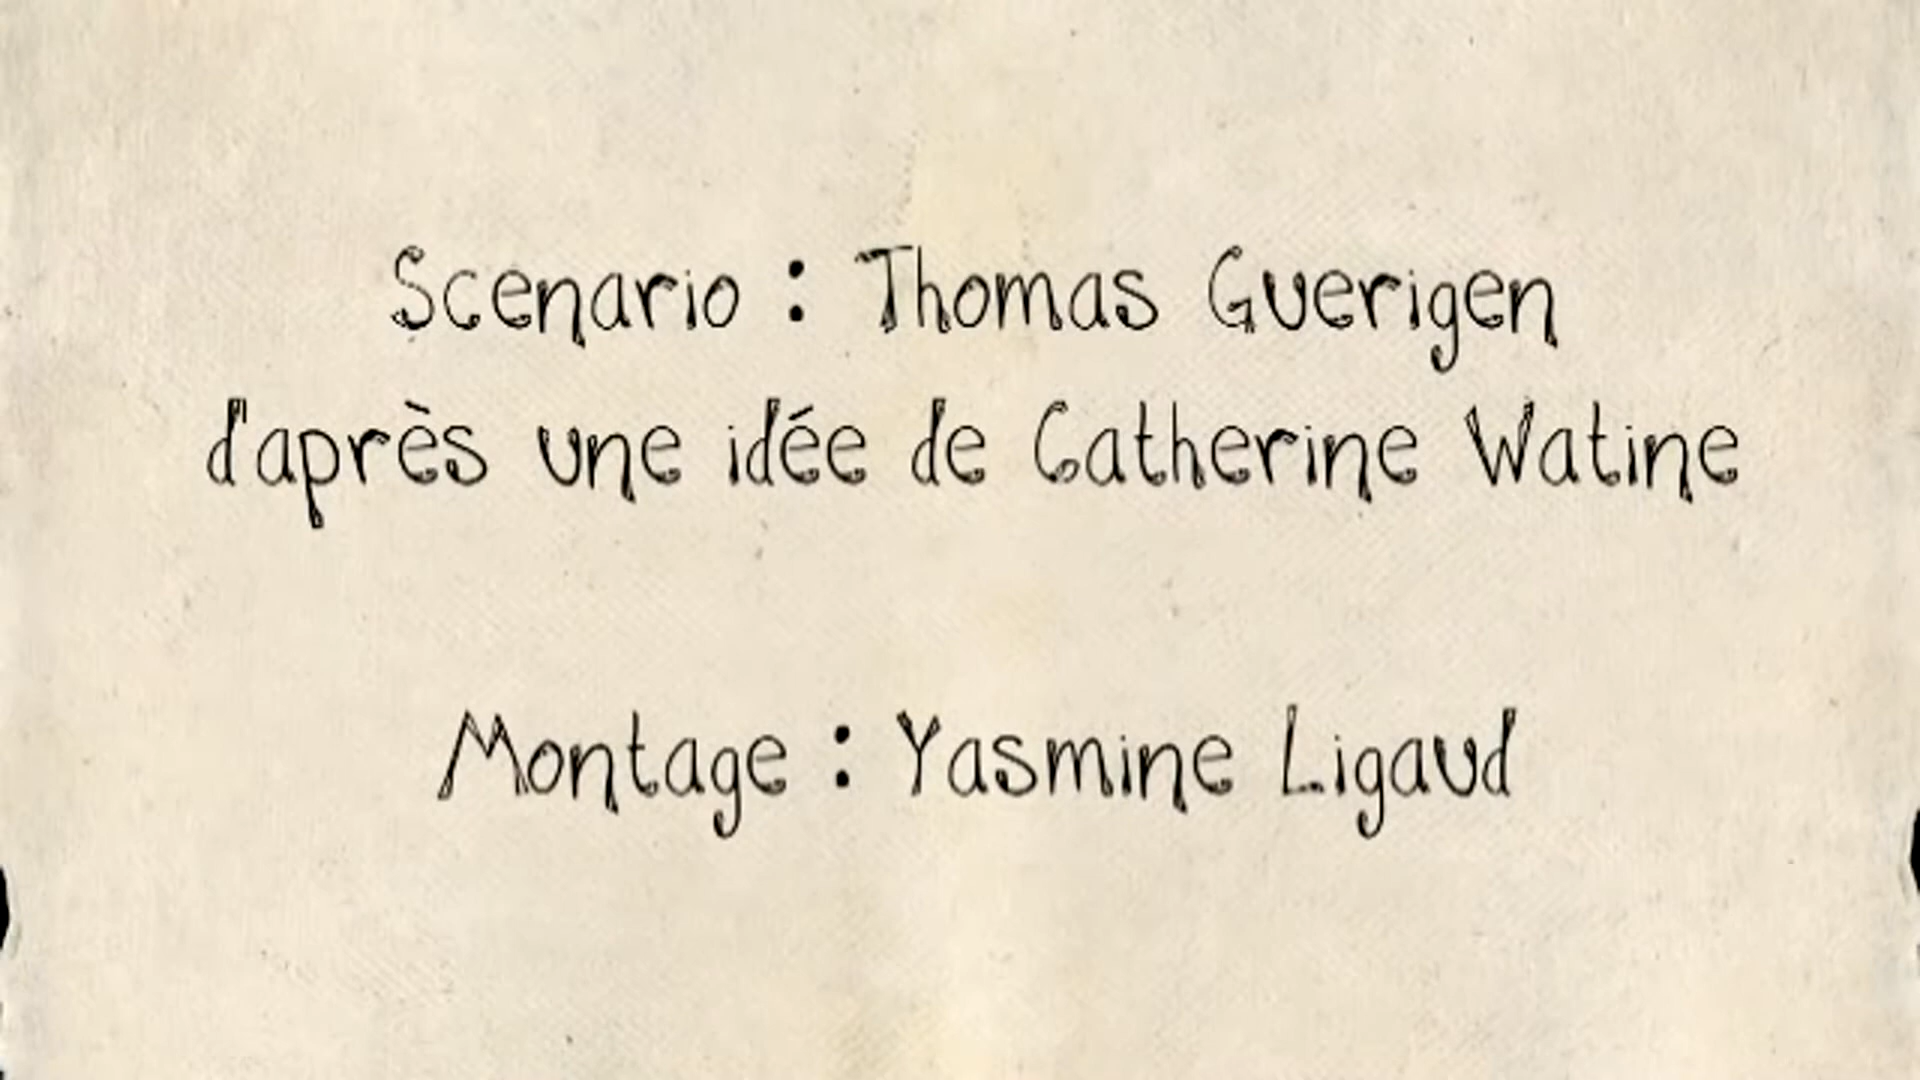 Scenario : Thomas Guerigen
d'après une idée de Catherine Watine
Montage : Yasmine Ligaud